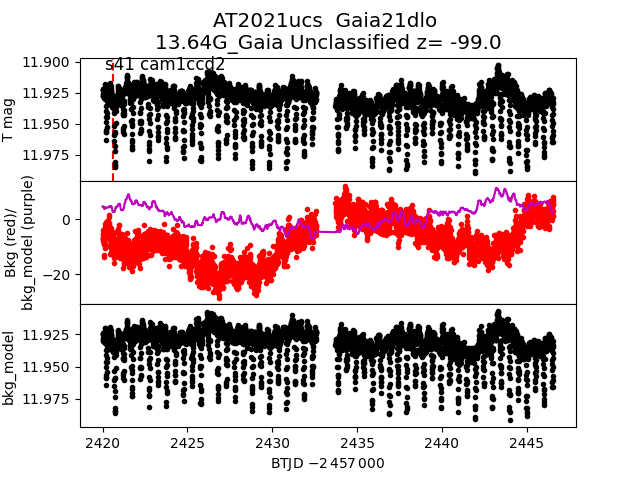 AT2021ucs  Gaia21dlo
13.64G_Gaia Unclassified z= -99.0
s41 cam1ccd2
T mag
11.900
11.925
11.950
11.975
Bkg (red)/
bkg_model (purple)
0
−20
bkg_model
11.925
11.950
11.975
2420 2425 2430 2435 2440 2445
BTJD −2 457 000